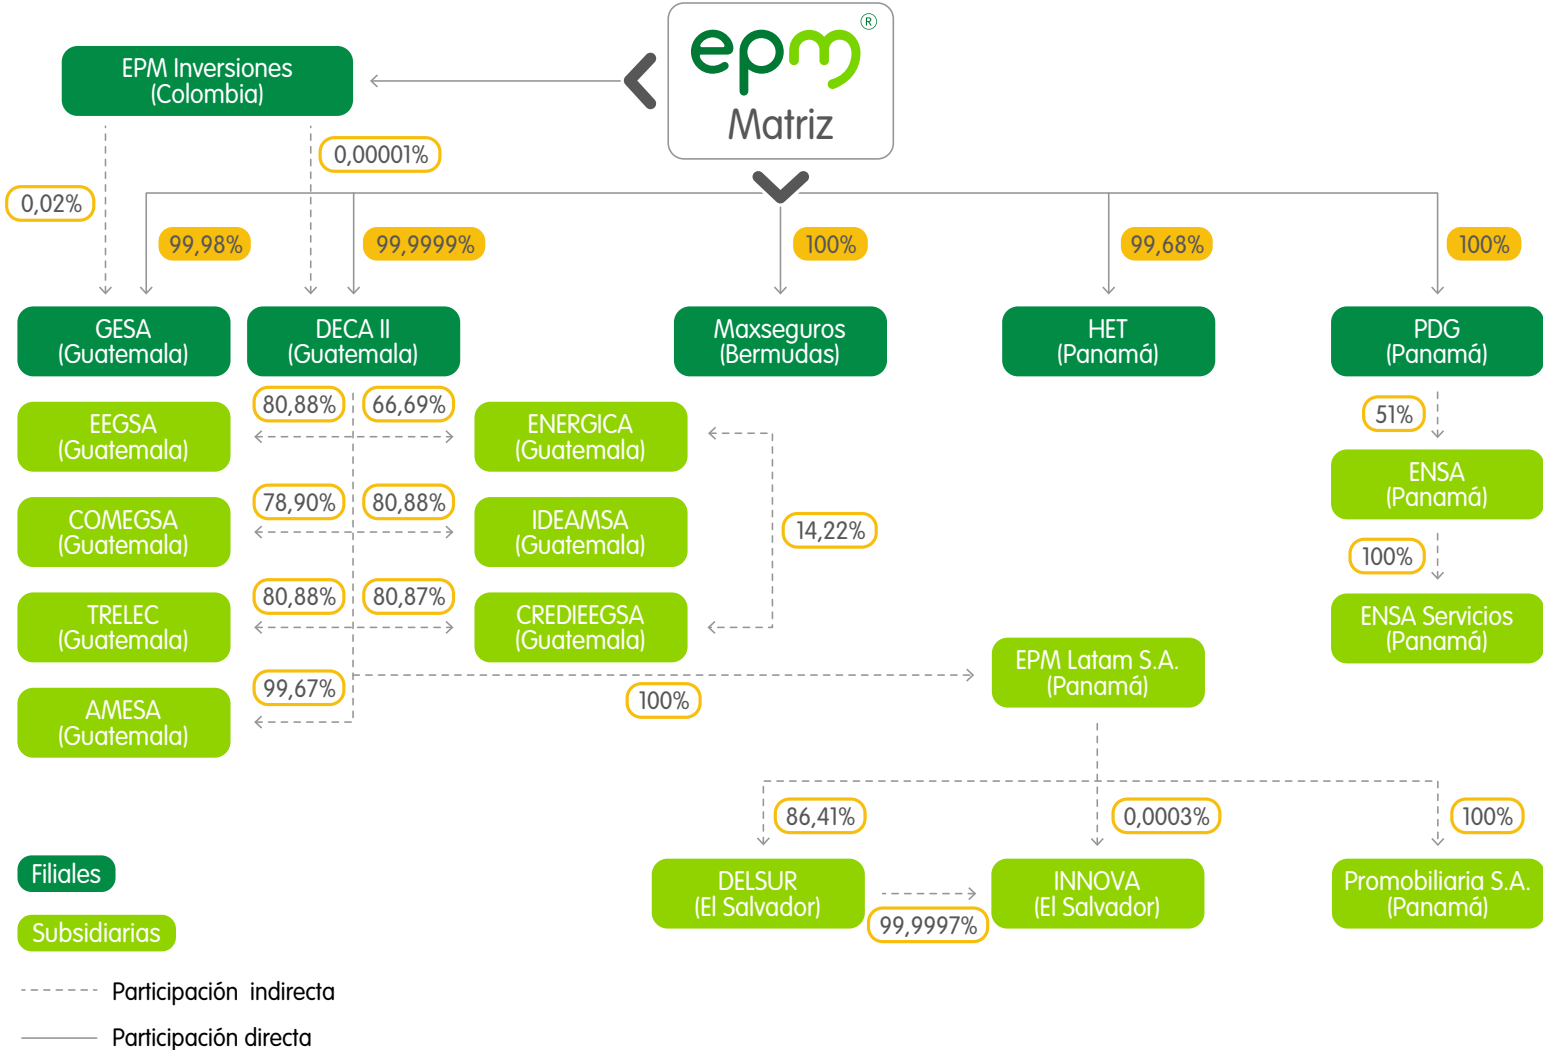 epm®
Matriz
EPM Inversiones
(Colombia)
0,00001%
0,02%
99,98%
99,9999%
100%
99,68%
100%
GESA
(Guatemala)
DECA II
(Guatemala)
Maxseguros
(Bermudas)
HET
(Panamá)
PDG
(Panamá)
80,88%
66,69%
51%
EEGSA
(Guatemala)
ENERGICA
(Guatemala)
ENSA
(Panamá)
78,90%
80,88%
14,22%
COMEGSA
(Guatemala)
IDEAMSA
(Guatemala)
100%
80,88%
80,87%
TRELEC
(Guatemala)
CREDIEEGSA
(Guatemala)
ENSA Servicios
(Panamá)
EPM Latam S.A.
(Panamá)
99,67%
100%
AMESA
(Guatemala)
86,41%
0,0003%
100%
DELSUR
(El Salvador)
99,9997%
INNOVA
(El Salvador)
Promobiliaria S.A.
(Panamá)
Filiales
Subsidiarias
Participación indirecta
Participación directa